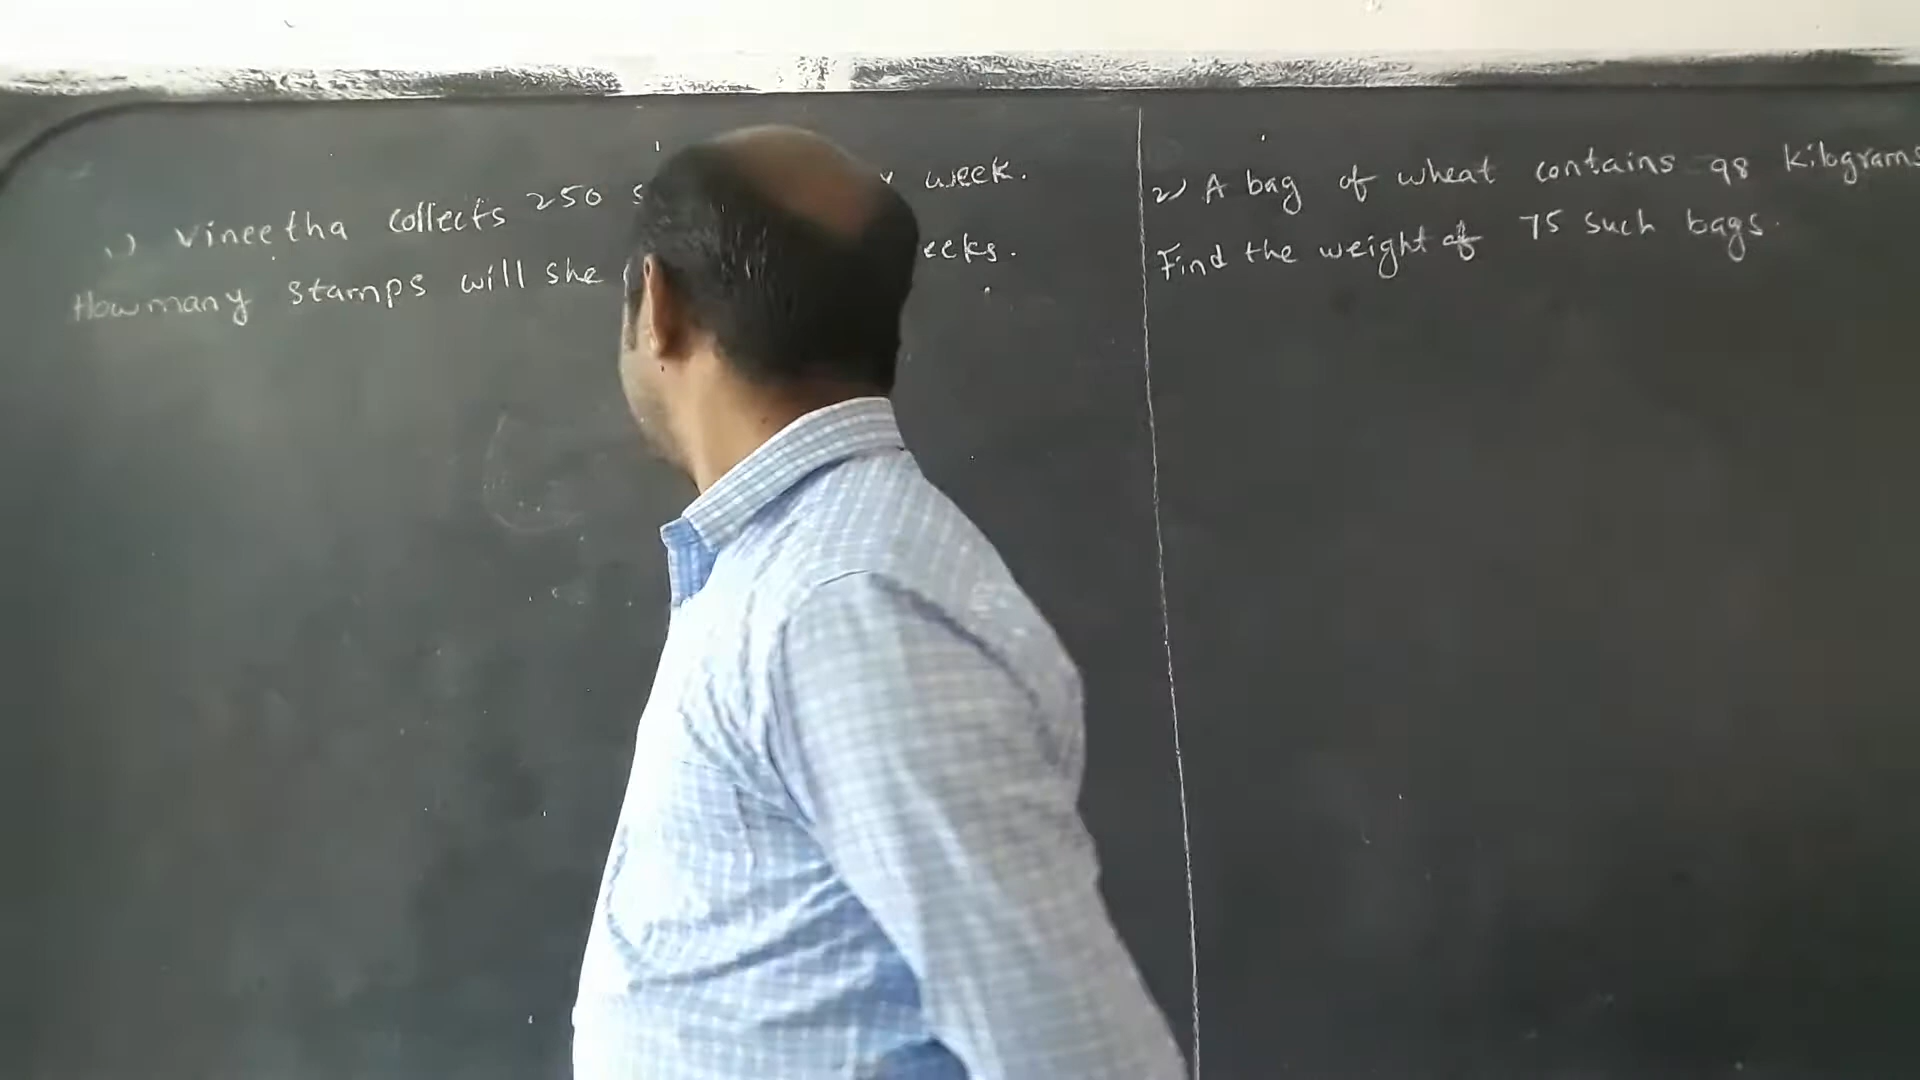 1) Vineetha collects 250 week.
How many stamps will she
2) A bag of wheat contains 98 kilograms
Find the weight of 75 such bags.